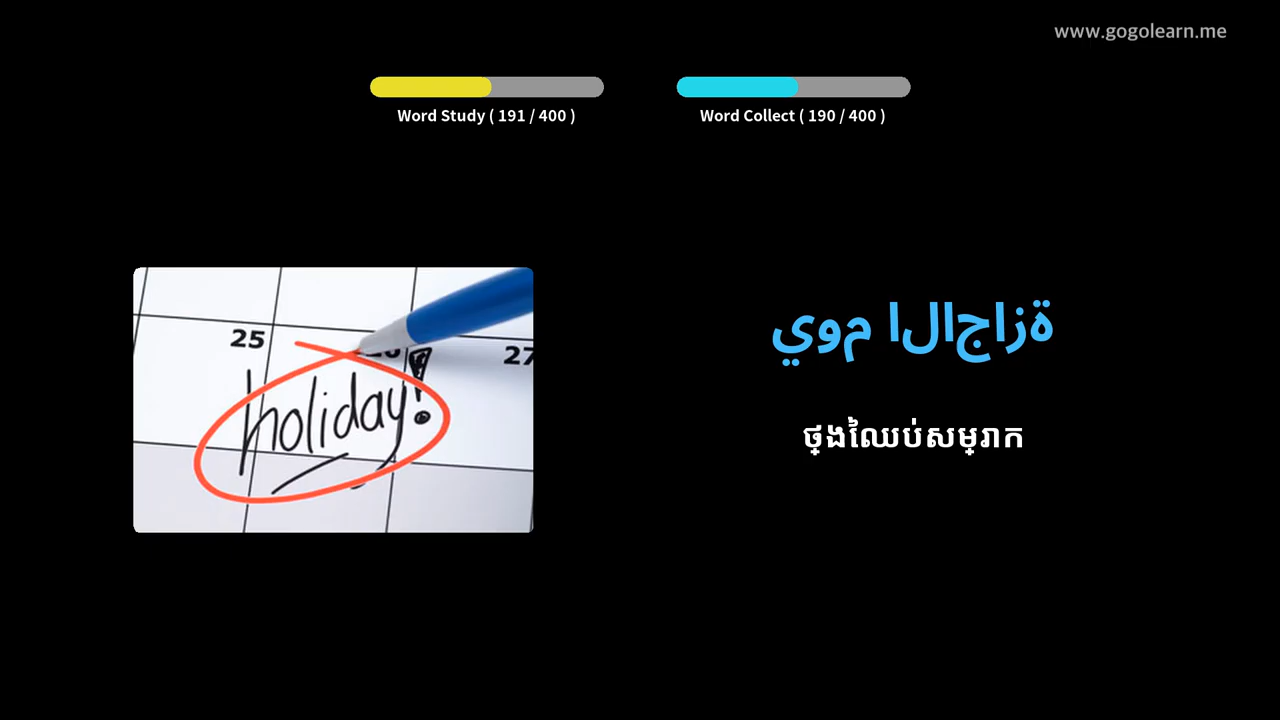 www.gogolearn.me
Word Study ( 191 / 400 )
Word Collect ( 190 / 400 )
25
27
holiday!
يوم الاجازة
ថ្ងៃឈប់សម្រាក